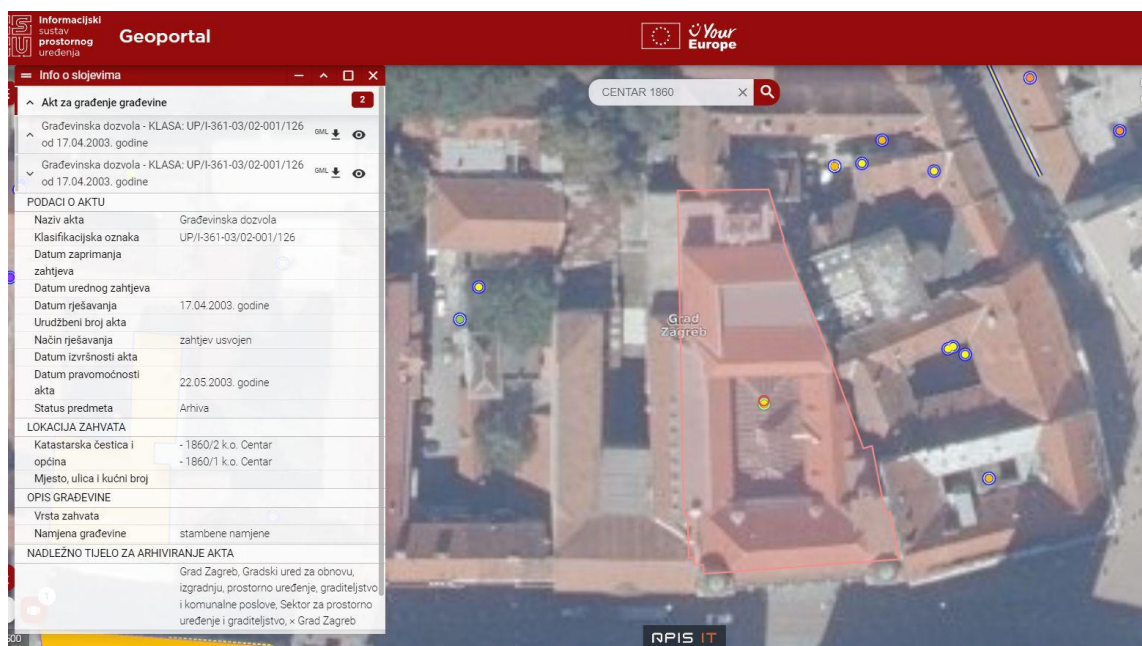 Informacijski
sustav
prostornog
uređenja
Geoportal
Your
Europe
Info o slojevima
CENTAR 1860
Akt za građenje građevine
2
Građevinska dozvola - KLASA: UP/I-361-03/02-001/126
od 17.04.2003. godine
GML
Građevinska dozvola - KLASA: UP/I-361-03/02-001/126
od 17.04.2003. godine
GML
PODACI O AKTU
Naziv akta Građevinska dozvola
Klasifikacijska oznaka UP/I-361-03/02-001/126
Datum zaprimanja
zahtjeva
Datum urednog zahtjeva
Datum rješavanja 17.04.2003. godine
Urudžbeni broj akta
Način rješavanja zahtjev usvojen
Datum izvršnosti akta
Datum pravomoćnosti
akta 22.05.2003. godine
Status predmeta Arhiva
LOKACIJA ZAHVATA
Katastarska čestica i - 1860/2 k.o. Centar
općina - 1860/1 k.o. Centar
Mjesto, ulica i kućni broj
OPIS GRAĐEVINE
Vrsta zahvata
Namjena građevine stambene namjene
NADLEŽNO TIJELO ZA ARHIVIRANJE AKTA
Grad Zagreb, Gradski ured za obnovu,
izgradnju, prostorno uređenje, graditeljstvo
i komunalne poslove, Sektor za prostorno
uređenje i graditeljstvo, × Grad Zagreb
1
Grad
Zagreb
APIS IT